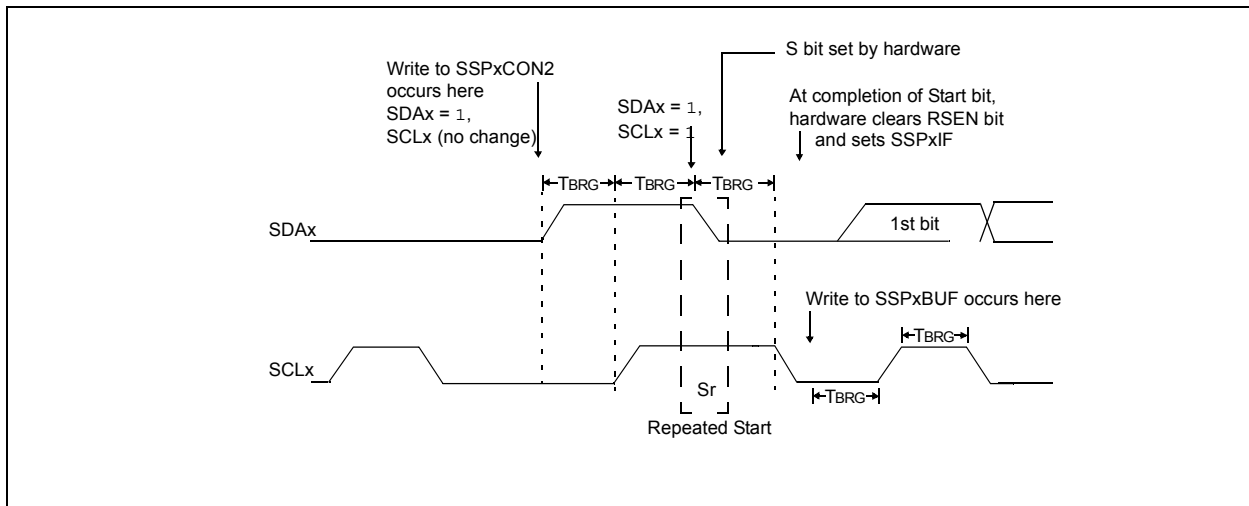 S bit set by hardware
Write to SSPxCON2
occurs here
SDAx = 1,
SCLx (no change)
SDAx = 1,
SCLx = 1
At completion of Start bit,
hardware clears RSEN bit
and sets SSPxIF
TBRG TBRG TBRG
SDAx
1st bit
Write to SSPxBUF occurs here
TBRG
SCLx
Sr
TBRG
Repeated Start